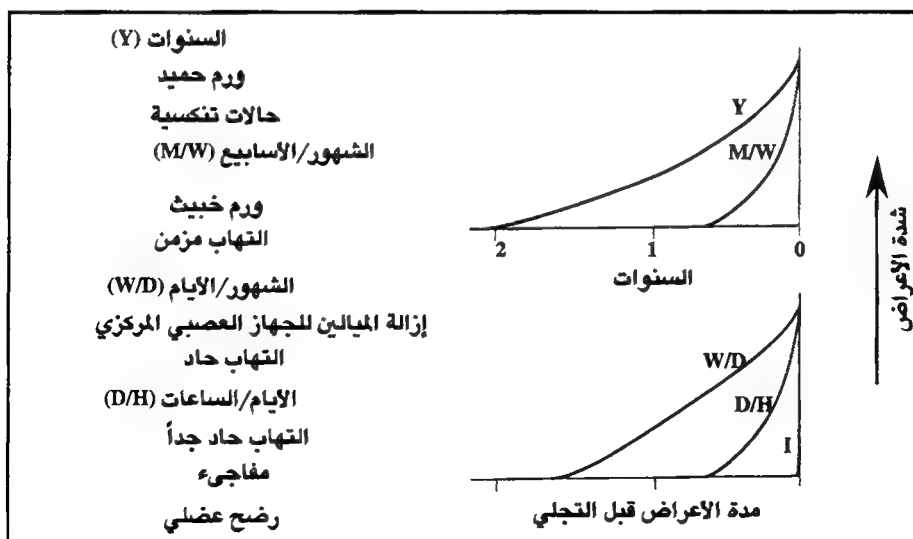 السنوات (Y)
ورم حميد
حالات تنكسية
الشهور/الأسابيع (M/W)
ورم خبيث
التهاب مزمن
الشهور/الأيام (W/D)
إزالة الميالين للجهاز العصبي المركزي
التهاب حاد
الأيام/الساعات (D/H)
التهاب حاد جداً
مفاجىء
رضح عضلي
Y
M/W
2 1 0
السنوات
W/D
D/H
I
مدة الأعراض قبل التجلي
شدة الأعراض